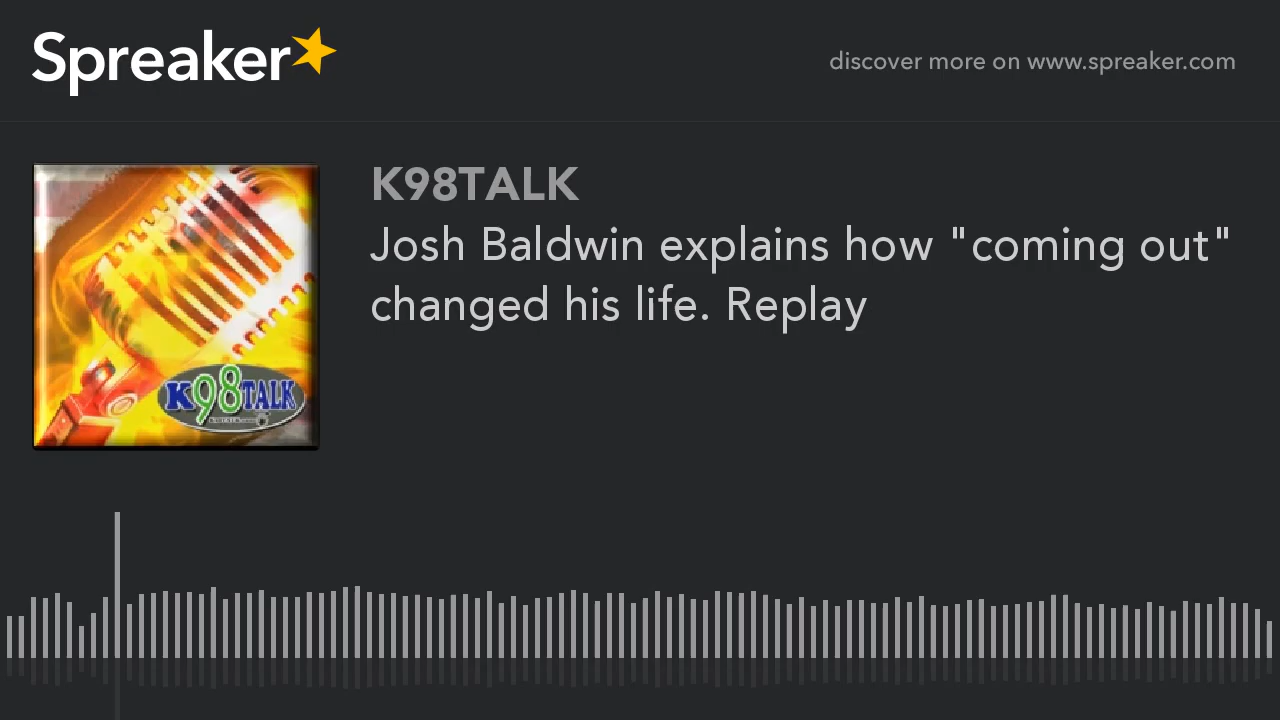 Spreaker
discover more on www.spreaker.com
K98TALK
Josh Baldwin explains how "coming out"
changed his life. Replay
K98TALK